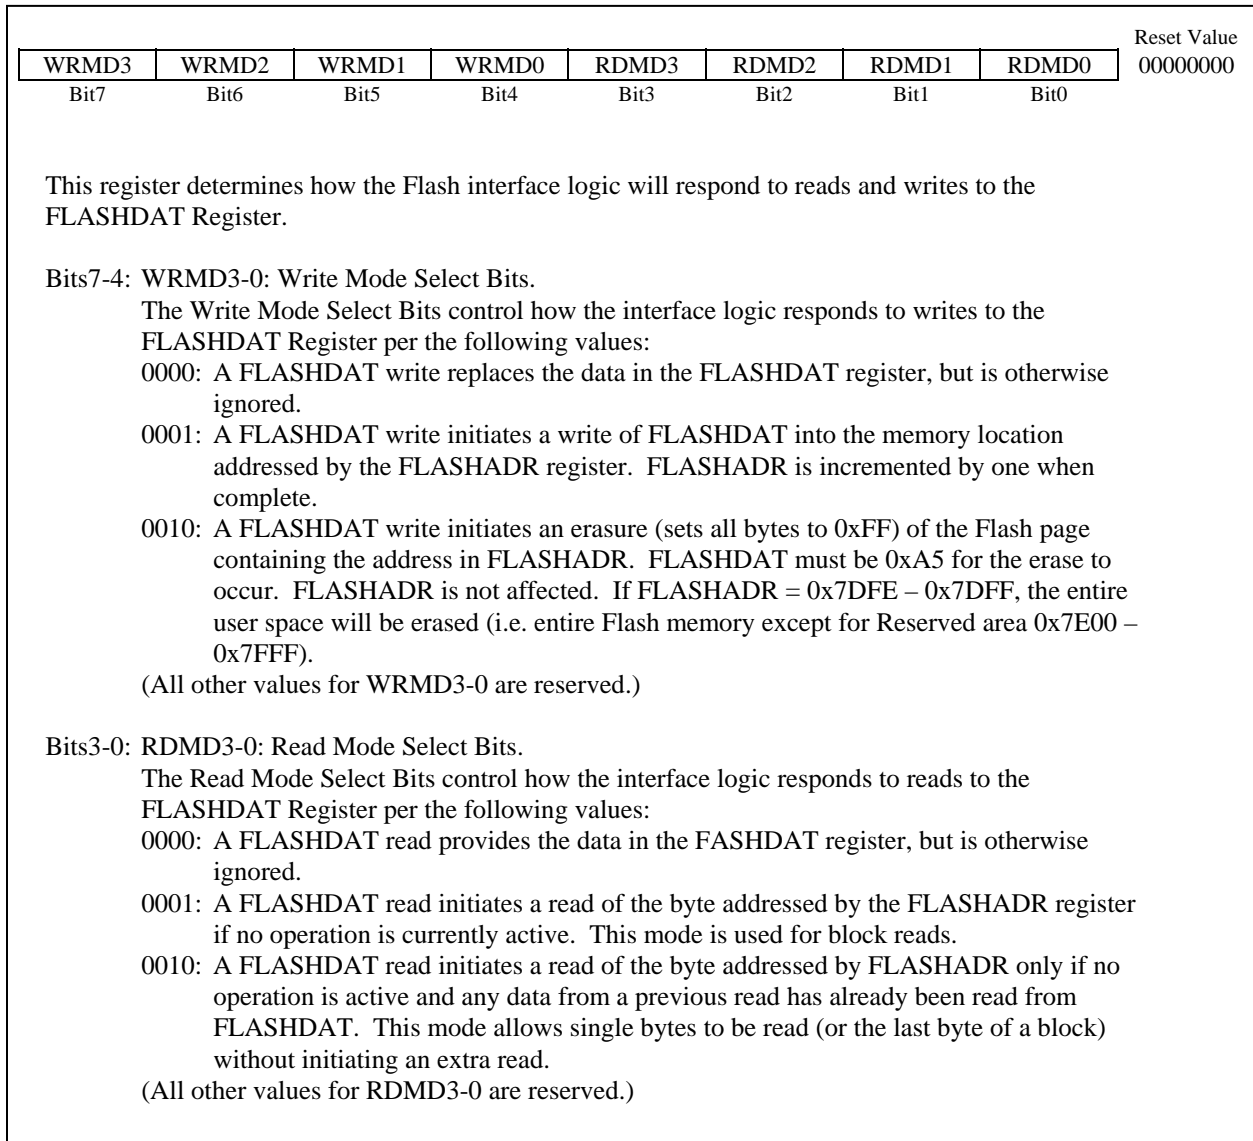 Reset Value
WRMD3 WRMD2 WRMD1 WRMD0 RDMD3 RDMD2 RDMD1 RDMD0 00000000
Bit7 Bit6 Bit5 Bit4 Bit3 Bit2 Bit1 Bit0
This register determines how the Flash interface logic will respond to reads and writes to the
FLASHDAT Register.
Bits7-4: WRMD3-0: Write Mode Select Bits.
The Write Mode Select Bits control how the interface logic responds to writes to the
FLASHDAT Register per the following values:
0000: A FLASHDAT write replaces the data in the FLASHDAT register, but is otherwise
ignored.
0001: A FLASHDAT write initiates a write of FLASHDAT into the memory location
addressed by the FLASHADR register. FLASHADR is incremented by one when
complete.
0010: A FLASHDAT write initiates an erasure (sets all bytes to 0xFF) of the Flash page
containing the address in FLASHADR. FLASHDAT must be 0xA5 for the erase to
occur. FLASHADR is not affected. If FLASHADR = 0x7DFE – 0x7DFF, the entire
user space will be erased (i.e. entire Flash memory except for Reserved area 0x7E00 –
0x7FFF).
(All other values for WRMD3-0 are reserved.)
Bits3-0: RDMD3-0: Read Mode Select Bits.
The Read Mode Select Bits control how the interface logic responds to reads to the
FLASHDAT Register per the following values:
0000: A FLASHDAT read provides the data in the FASHDAT register, but is otherwise
ignored.
0001: A FLASHDAT read initiates a read of the byte addressed by the FLASHADR register
if no operation is currently active. This mode is used for block reads.
0010: A FLASHDAT read initiates a read of the byte addressed by FLASHADR only if no
operation is active and any data from a previous read has already been read from
FLASHDAT. This mode allows single bytes to be read (or the last byte of a block)
without initiating an extra read.
(All other values for RDMD3-0 are reserved.)